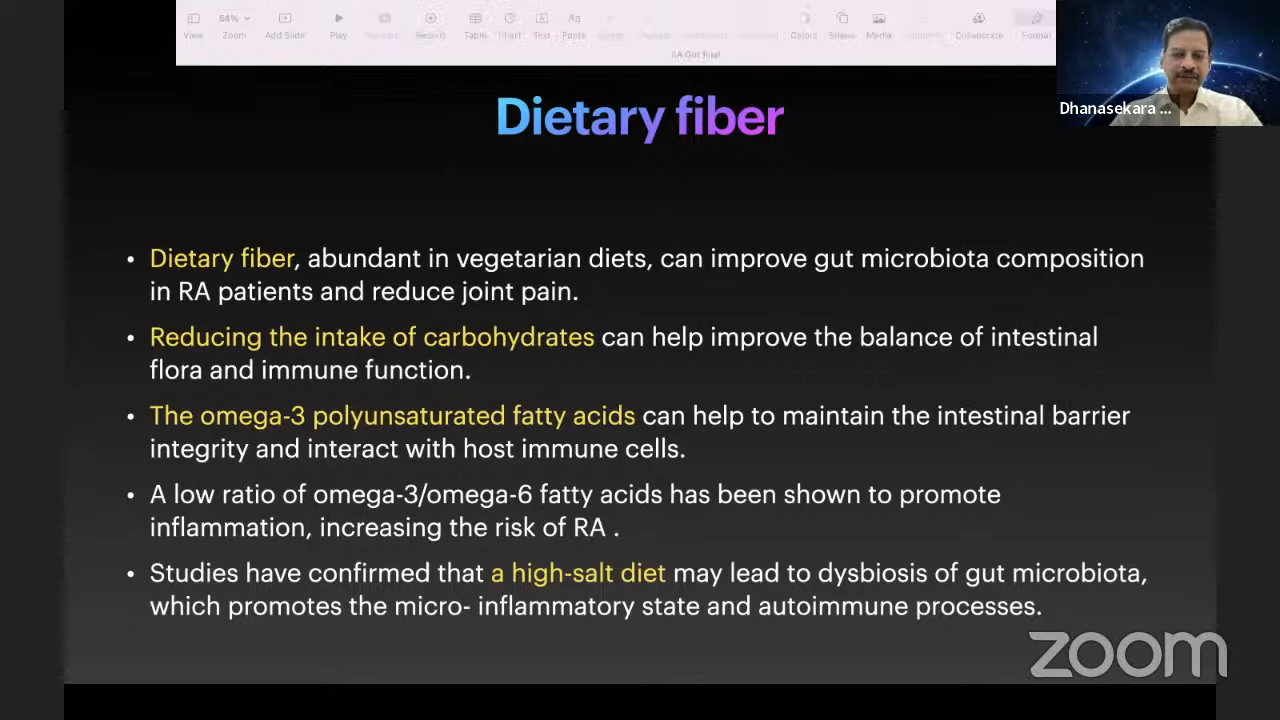 54%
View Zoom Add Slide Play Record Table Chart Text Facts Colors Shape Media Collaborate Format
RA Gut final
Dhanasekara ...
Dietary fiber
• Dietary fiber, abundant in vegetarian diets, can improve gut microbiota composition
in RA patients and reduce joint pain.
• Reducing the intake of carbohydrates can help improve the balance of intestinal
flora and immune function.
• The omega-3 polyunsaturated fatty acids can help to maintain the intestinal barrier
integrity and interact with host immune cells.
• A low ratio of omega-3/omega-6 fatty acids has been shown to promote
inflammation, increasing the risk of RA .
• Studies have confirmed that a high-salt diet may lead to dysbiosis of gut microbiota,
which promotes the micro- inflammatory state and autoimmune processes.
zoom